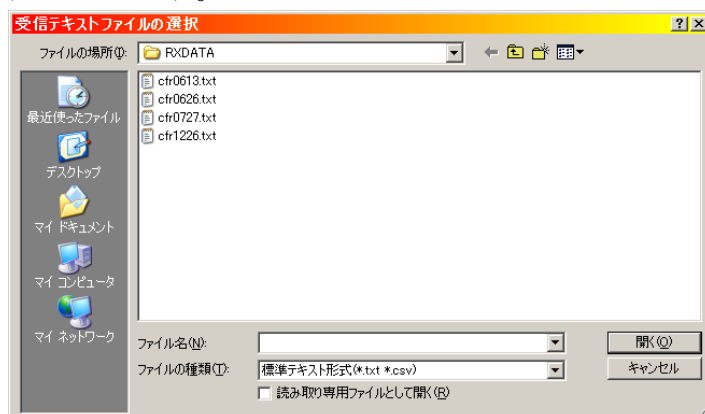 受信テキストファイルの選択
ファイルの場所(I):
RXDATA
最近使ったファイル
デスクトップ
マイ ドキュメント
マイ コンピュータ
マイ ネットワーク
cfr0613.txt
cfr0626.txt
cfr0727.txt
cfr1226.txt
ファイル名(N):
開く(O)
ファイルの種類(T):
標準テキスト形式(*.txt *.csv)
キャンセル
読み取り専用ファイルとして開く(R)